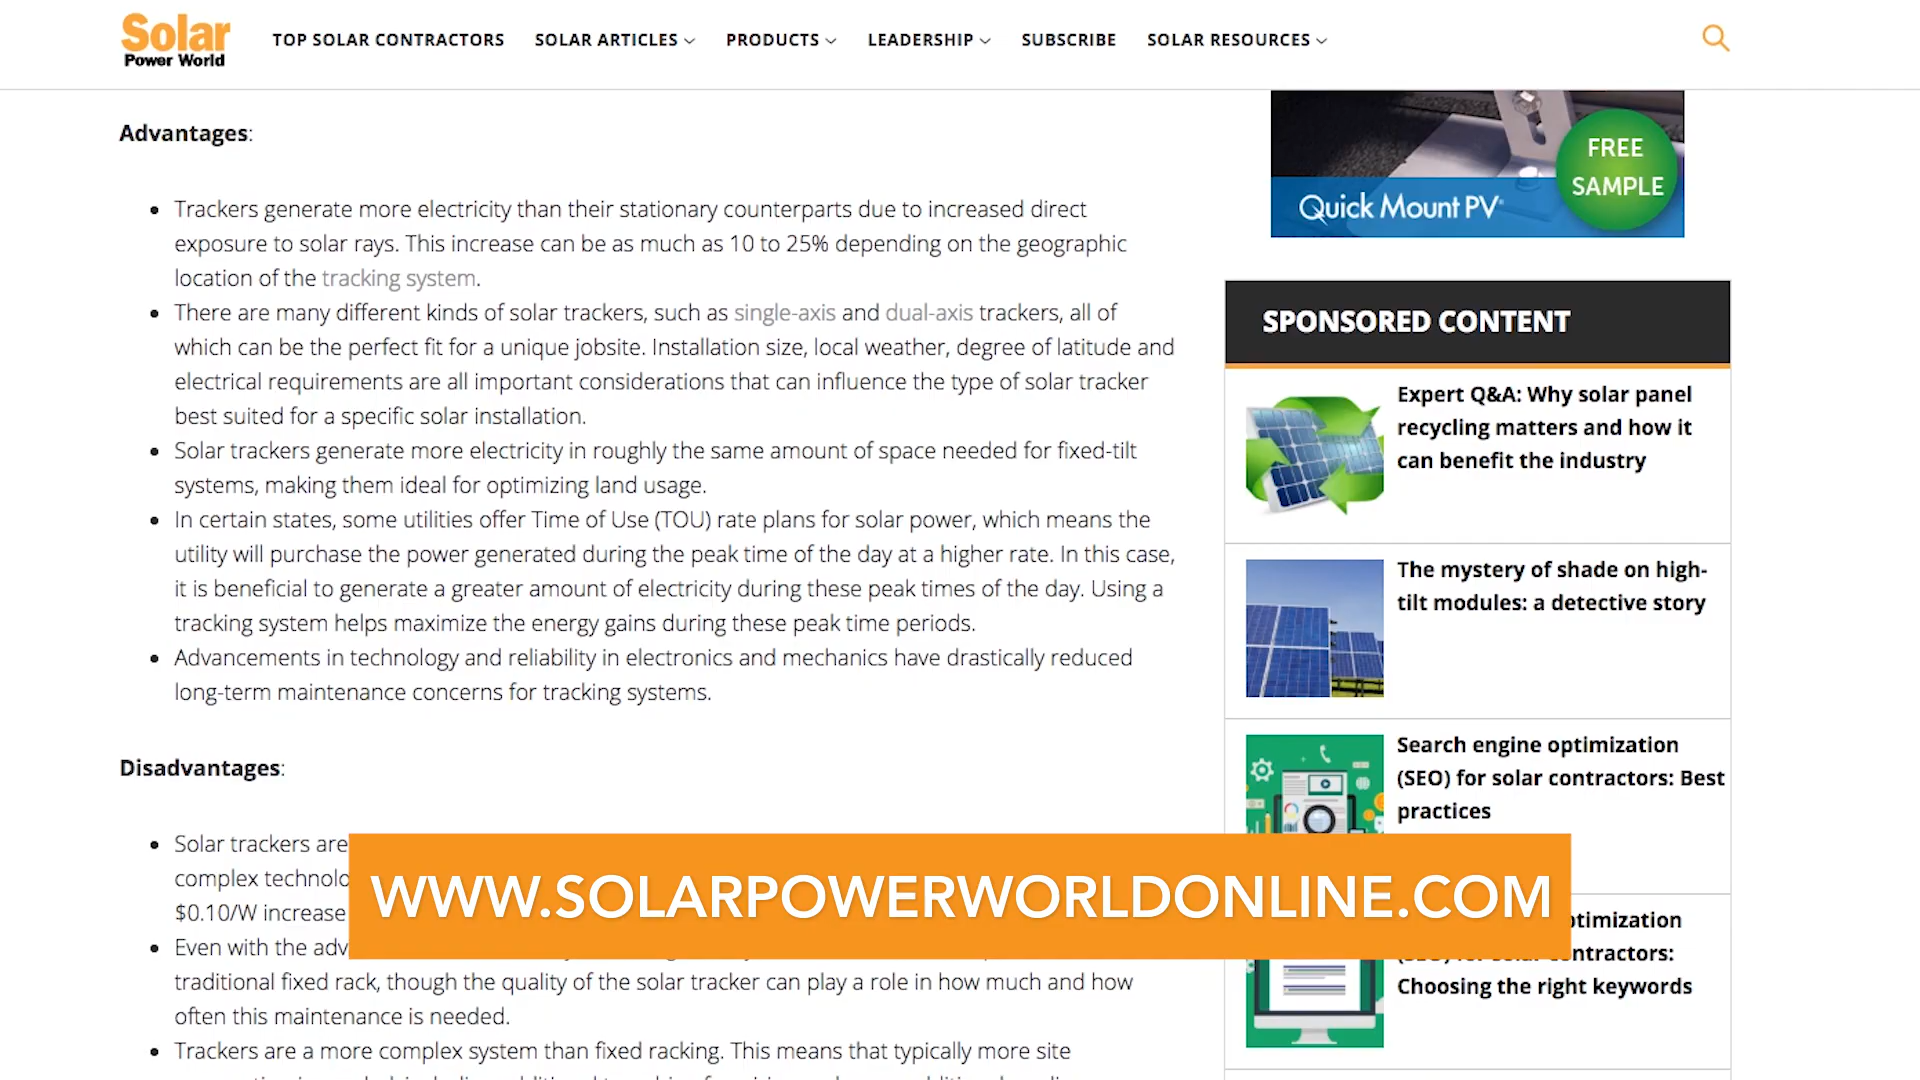 Solar
Power World
TOP SOLAR CONTRACTORS
SOLAR ARTICLES
PRODUCTS
LEADERSHIP
SUBSCRIBE
SOLAR RESOURCES
Advantages:
Trackers generate more electricity than their stationary counterparts due to increased direct
exposure to solar rays. This increase can be as much as 10 to 25% depending on the geographic
location of the tracking system.
There are many different kinds of solar trackers, such as single-axis and dual-axis trackers, all of
which can be the perfect fit for a unique jobsite. Installation size, local weather, degree of latitude and
electrical requirements are all important considerations that can influence the type of solar tracker
best suited for a specific solar installation.
Solar trackers generate more electricity in roughly the same amount of space needed for fixed-tilt
systems, making them ideal for optimizing land usage.
In certain states, some utilities offer Time of Use (TOU) rate plans for solar power, which means the
utility will purchase the power generated during the peak time of the day at a higher rate. In this case,
it is beneficial to generate a greater amount of electricity during these peak times of the day. Using a
tracking system helps maximize the energy gains during these peak time periods.
Advancements in technology and reliability in electronics and mechanics have drastically reduced
long-term maintenance concerns for tracking systems.
Disadvantages:
Solar trackers are
complex technolo
$0.10/W increase
Even with the adv
traditional fixed rack, though the quality of the solar tracker can play a role in how much and how
often this maintenance is needed.
Trackers are a more complex system than fixed racking. This means that typically more site
WWW.SOLARPOWERWORLDONLINE.COM
FREE
SAMPLE
Quick Mount PV®
SPONSORED CONTENT
Expert Q&A: Why solar panel
recycling matters and how it
can benefit the industry
The mystery of shade on high-
tilt modules: a detective story
Search engine optimization
(SEO) for solar contractors: Best
practices
ptimization
ntractors:
Choosing the right keywords